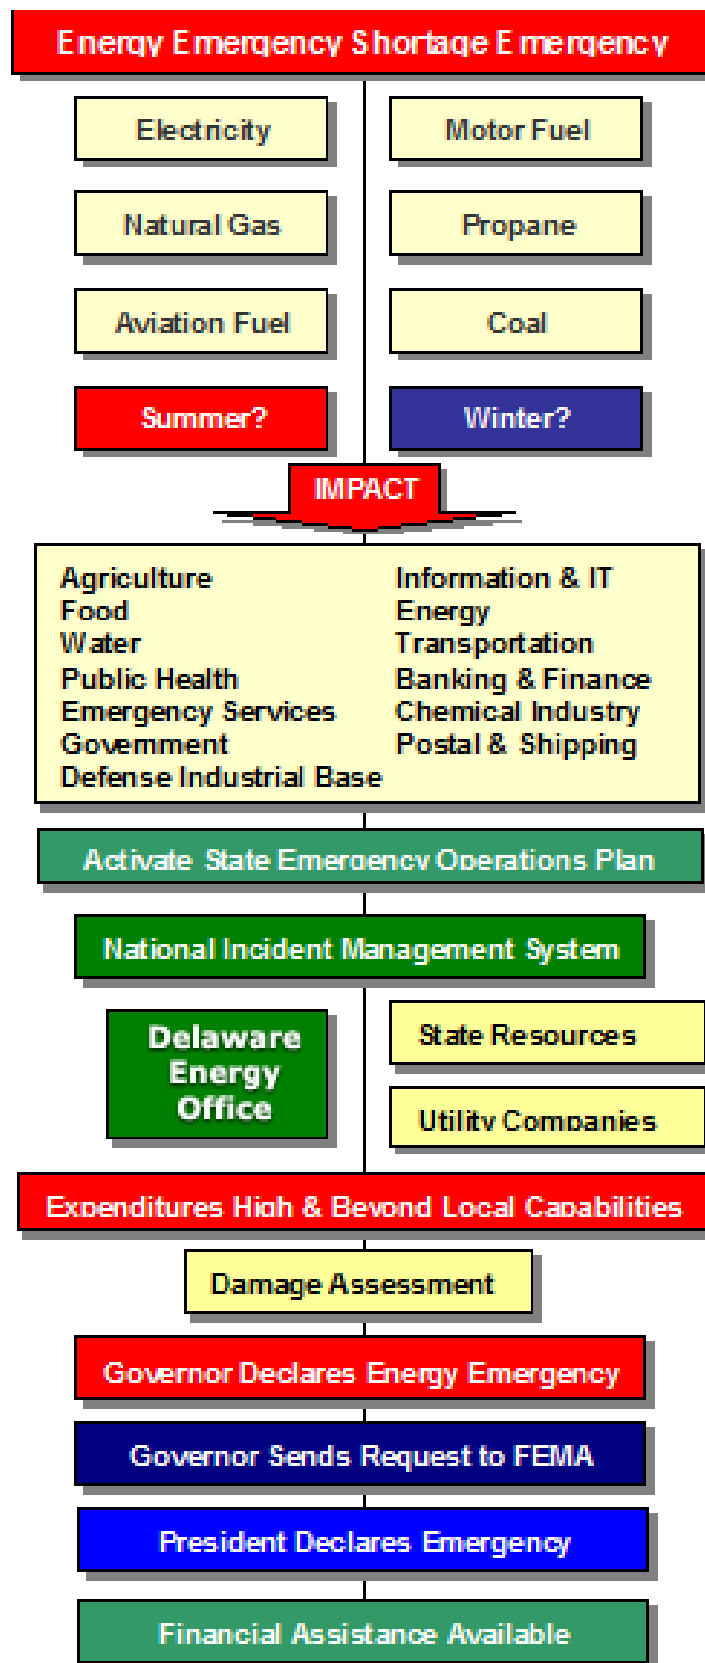 Energy Emergency Shortage Emergency
Electricity
Motor Fuel
Natural Gas
Propane
Aviation Fuel
Coal
Summer?
Winter?
IMPACT
Agriculture
Food
Water
Public Health
Emergency Services
Government
Defense Industrial Base
Information & IT
Energy
Transportation
Banking & Finance
Chemical Industry
Postal & Shipping
Activate State Emergency Operations Plan
National Incident Management System
Delaware
Energy
Office
State Resources
Utility Companies
Expenditures High & Beyond Local Capabilities
Damage Assessment
Governor Declares Energy Emergency
Governor Sends Request to FEMA
President Declares Emergency
Financial Assistance Available